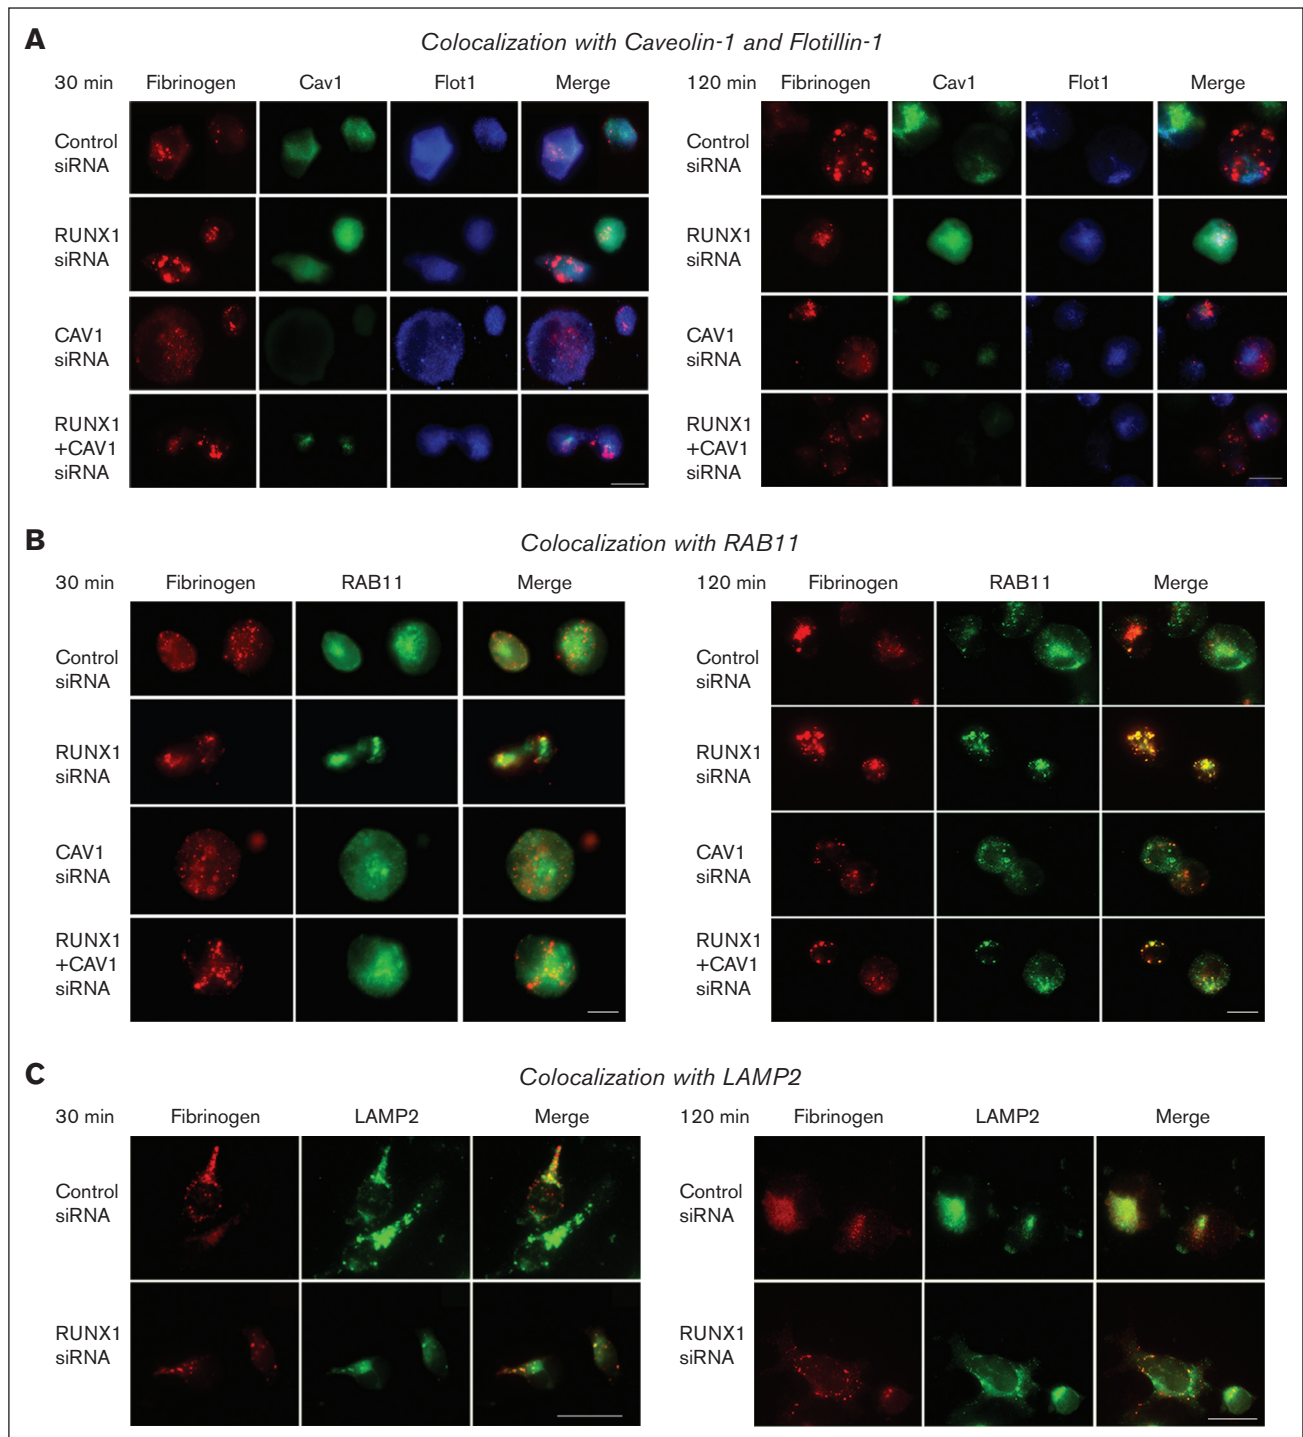 A
Colocalization with Caveolin-1 and Flotillin-1
30 min Fibrinogen Cav1 Flot1 Merge
Control
siRNA
RUNX1
siRNA
CAV1
siRNA
RUNX1
+CAV1
siRNA
120 min Fibrinogen Cav1 Flot1 Merge
Control
siRNA
RUNX1
siRNA
CAV1
siRNA
RUNX1
+CAV1
siRNA
B
Colocalization with RAB11
30 min Fibrinogen RAB11 Merge
Control
siRNA
RUNX1
siRNA
CAV1
siRNA
RUNX1
+CAV1
siRNA
120 min Fibrinogen RAB11 Merge
Control
siRNA
RUNX1
siRNA
CAV1
siRNA
RUNX1
+CAV1
siRNA
C
Colocalization with LAMP2
30 min Fibrinogen LAMP2 Merge
Control
siRNA
RUNX1
siRNA
120 min Fibrinogen LAMP2 Merge
Control
siRNA
RUNX1
siRNA